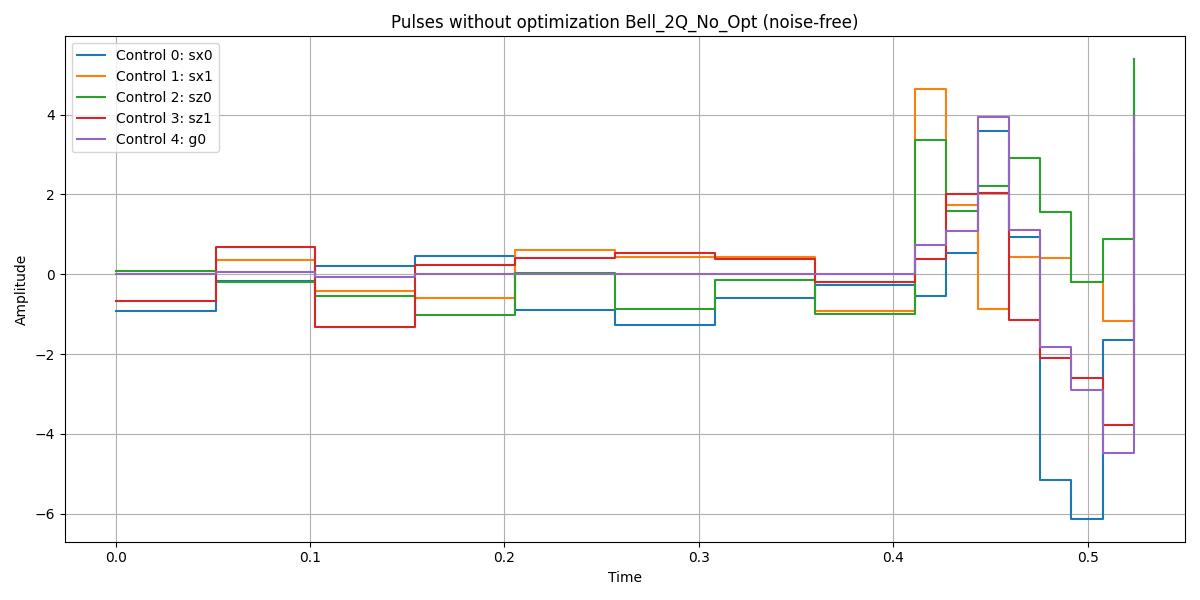 Pulses without optimization Bell_2Q_No_Opt (noise-free)
Control 0: sx0
Control 1: sx1
Control 2: sz0
Control 3: sz1
Control 4: g0
Amplitude
4
2
0
−2
−4
−6
0.0 0.1 0.2 0.3 0.4 0.5
Time